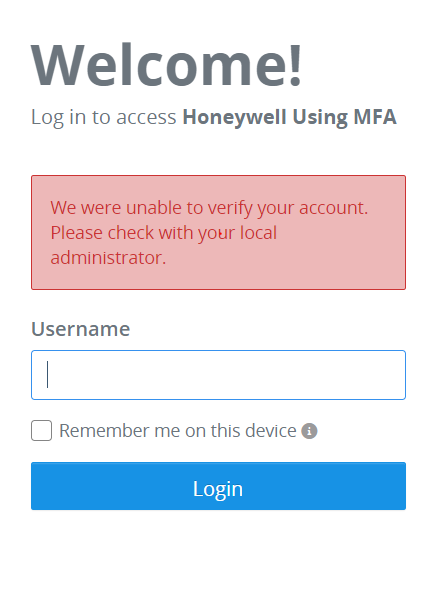 Welcome!
Log in to access Honeywell Using MFA
We were unable to verify your account.
Please check with your local
administrator.
Username
Remember me on this device
Login